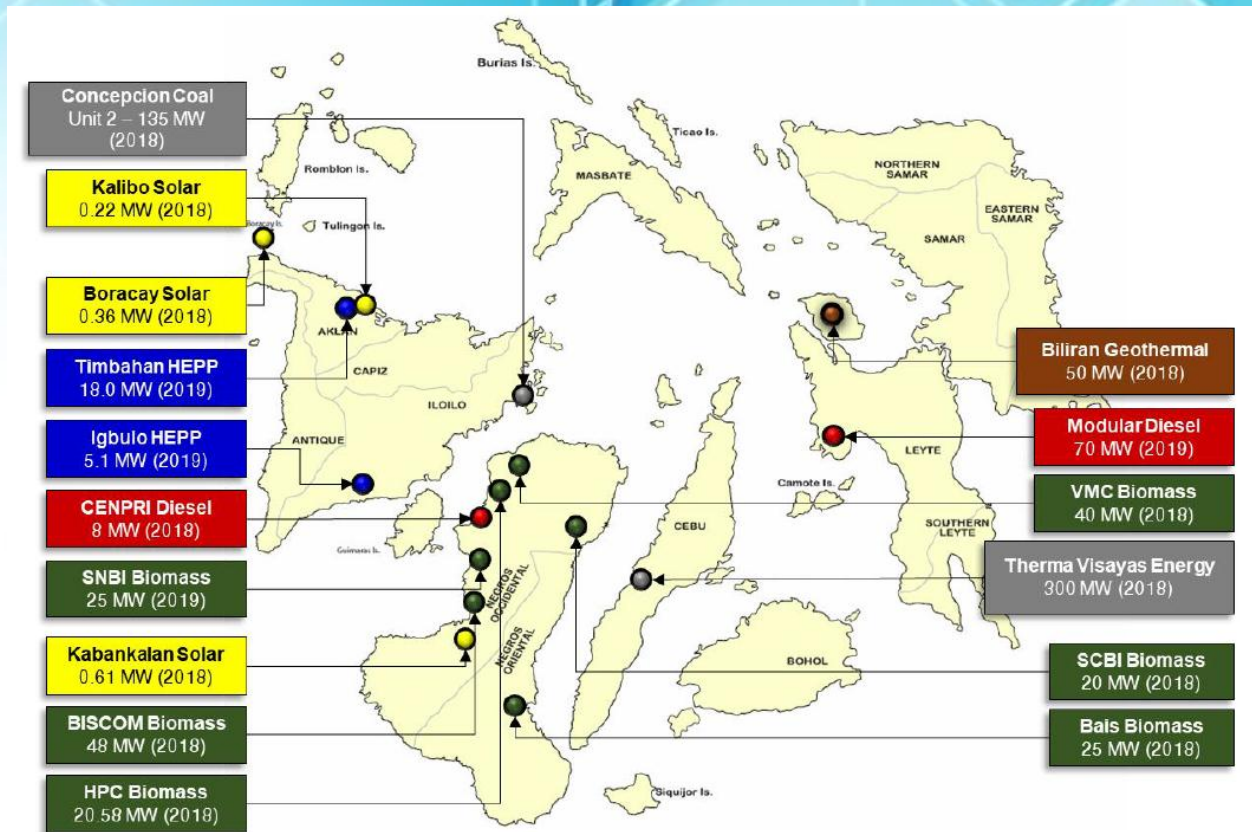 Concepcion Coal
Unit 2 – 135 MW
(2018)
Kalibo Solar
0.22 MW (2018)
Boracay Solar
0.36 MW (2018)
Timbahan HEPP
18.0 MW (2019)
Igbulo HEPP
5.1 MW (2019)
CENPRI Diesel
8 MW (2018)
SNBI Biomass
25 MW (2019)
Kabankalan Solar
0.61 MW (2018)
BISCOM Biomass
48 MW (2018)
HPC Biomass
20.58 MW (2018)
Burias Is.
Ticao Is.
Romblon Is.
MASBATE
Boracay Is.
Tulingon Is.
AKLAN
CAPIZ
ILOILO
ANTIQUE
Guimaras Is.
NEGROS
OCCIDENTAL
NEGROS
ORIENTAL
CEBU
BOHOL
Siquijor Is.
Camote Is.
NORTHERN
SAMAR
EASTERN
SAMAR
SAMAR
LEYTE
SOUTHERN
LEYTE
Biliran Geothermal
50 MW (2018)
Modular Diesel
70 MW (2019)
VMC Biomass
40 MW (2018)
Therma Visayas Energy
300 MW (2018)
SCBI Biomass
20 MW (2018)
Bais Biomass
25 MW (2018)